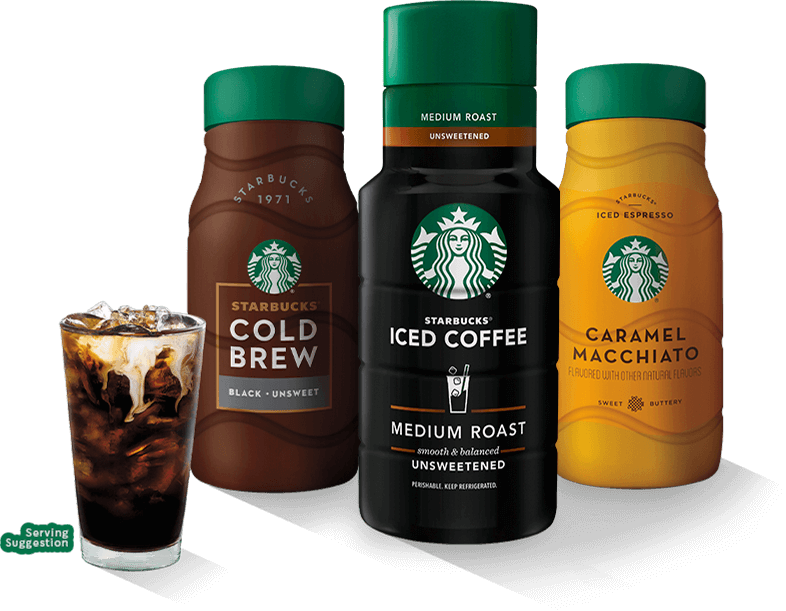 STARBUCKS
1971
STARBUCKS
COLD
BREW
BLACK • UNSWEET
MEDIUM ROAST
UNSWEETENED
®
STARBUCKS®
ICED COFFEE
MEDIUM ROAST
smooth & balanced
UNSWEETENED
PERISHABLE. KEEP REFRIGERATED.
STARBUCKS®
ICED ESPRESSO
®
CARAMEL
MACCHIATO
FLAVORED WITH OTHER NATURAL FLAVORS
SWEET BUTTERY
Serving
Suggestion